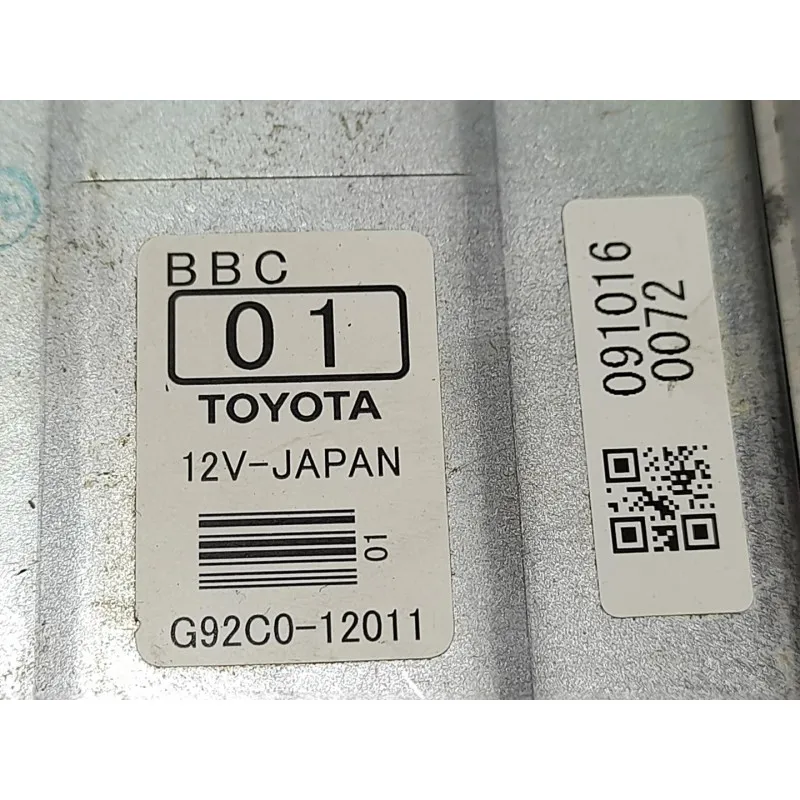 BBC
01
TOYOTA
12V-JAPAN
01
G92C0-12011
091016
0072